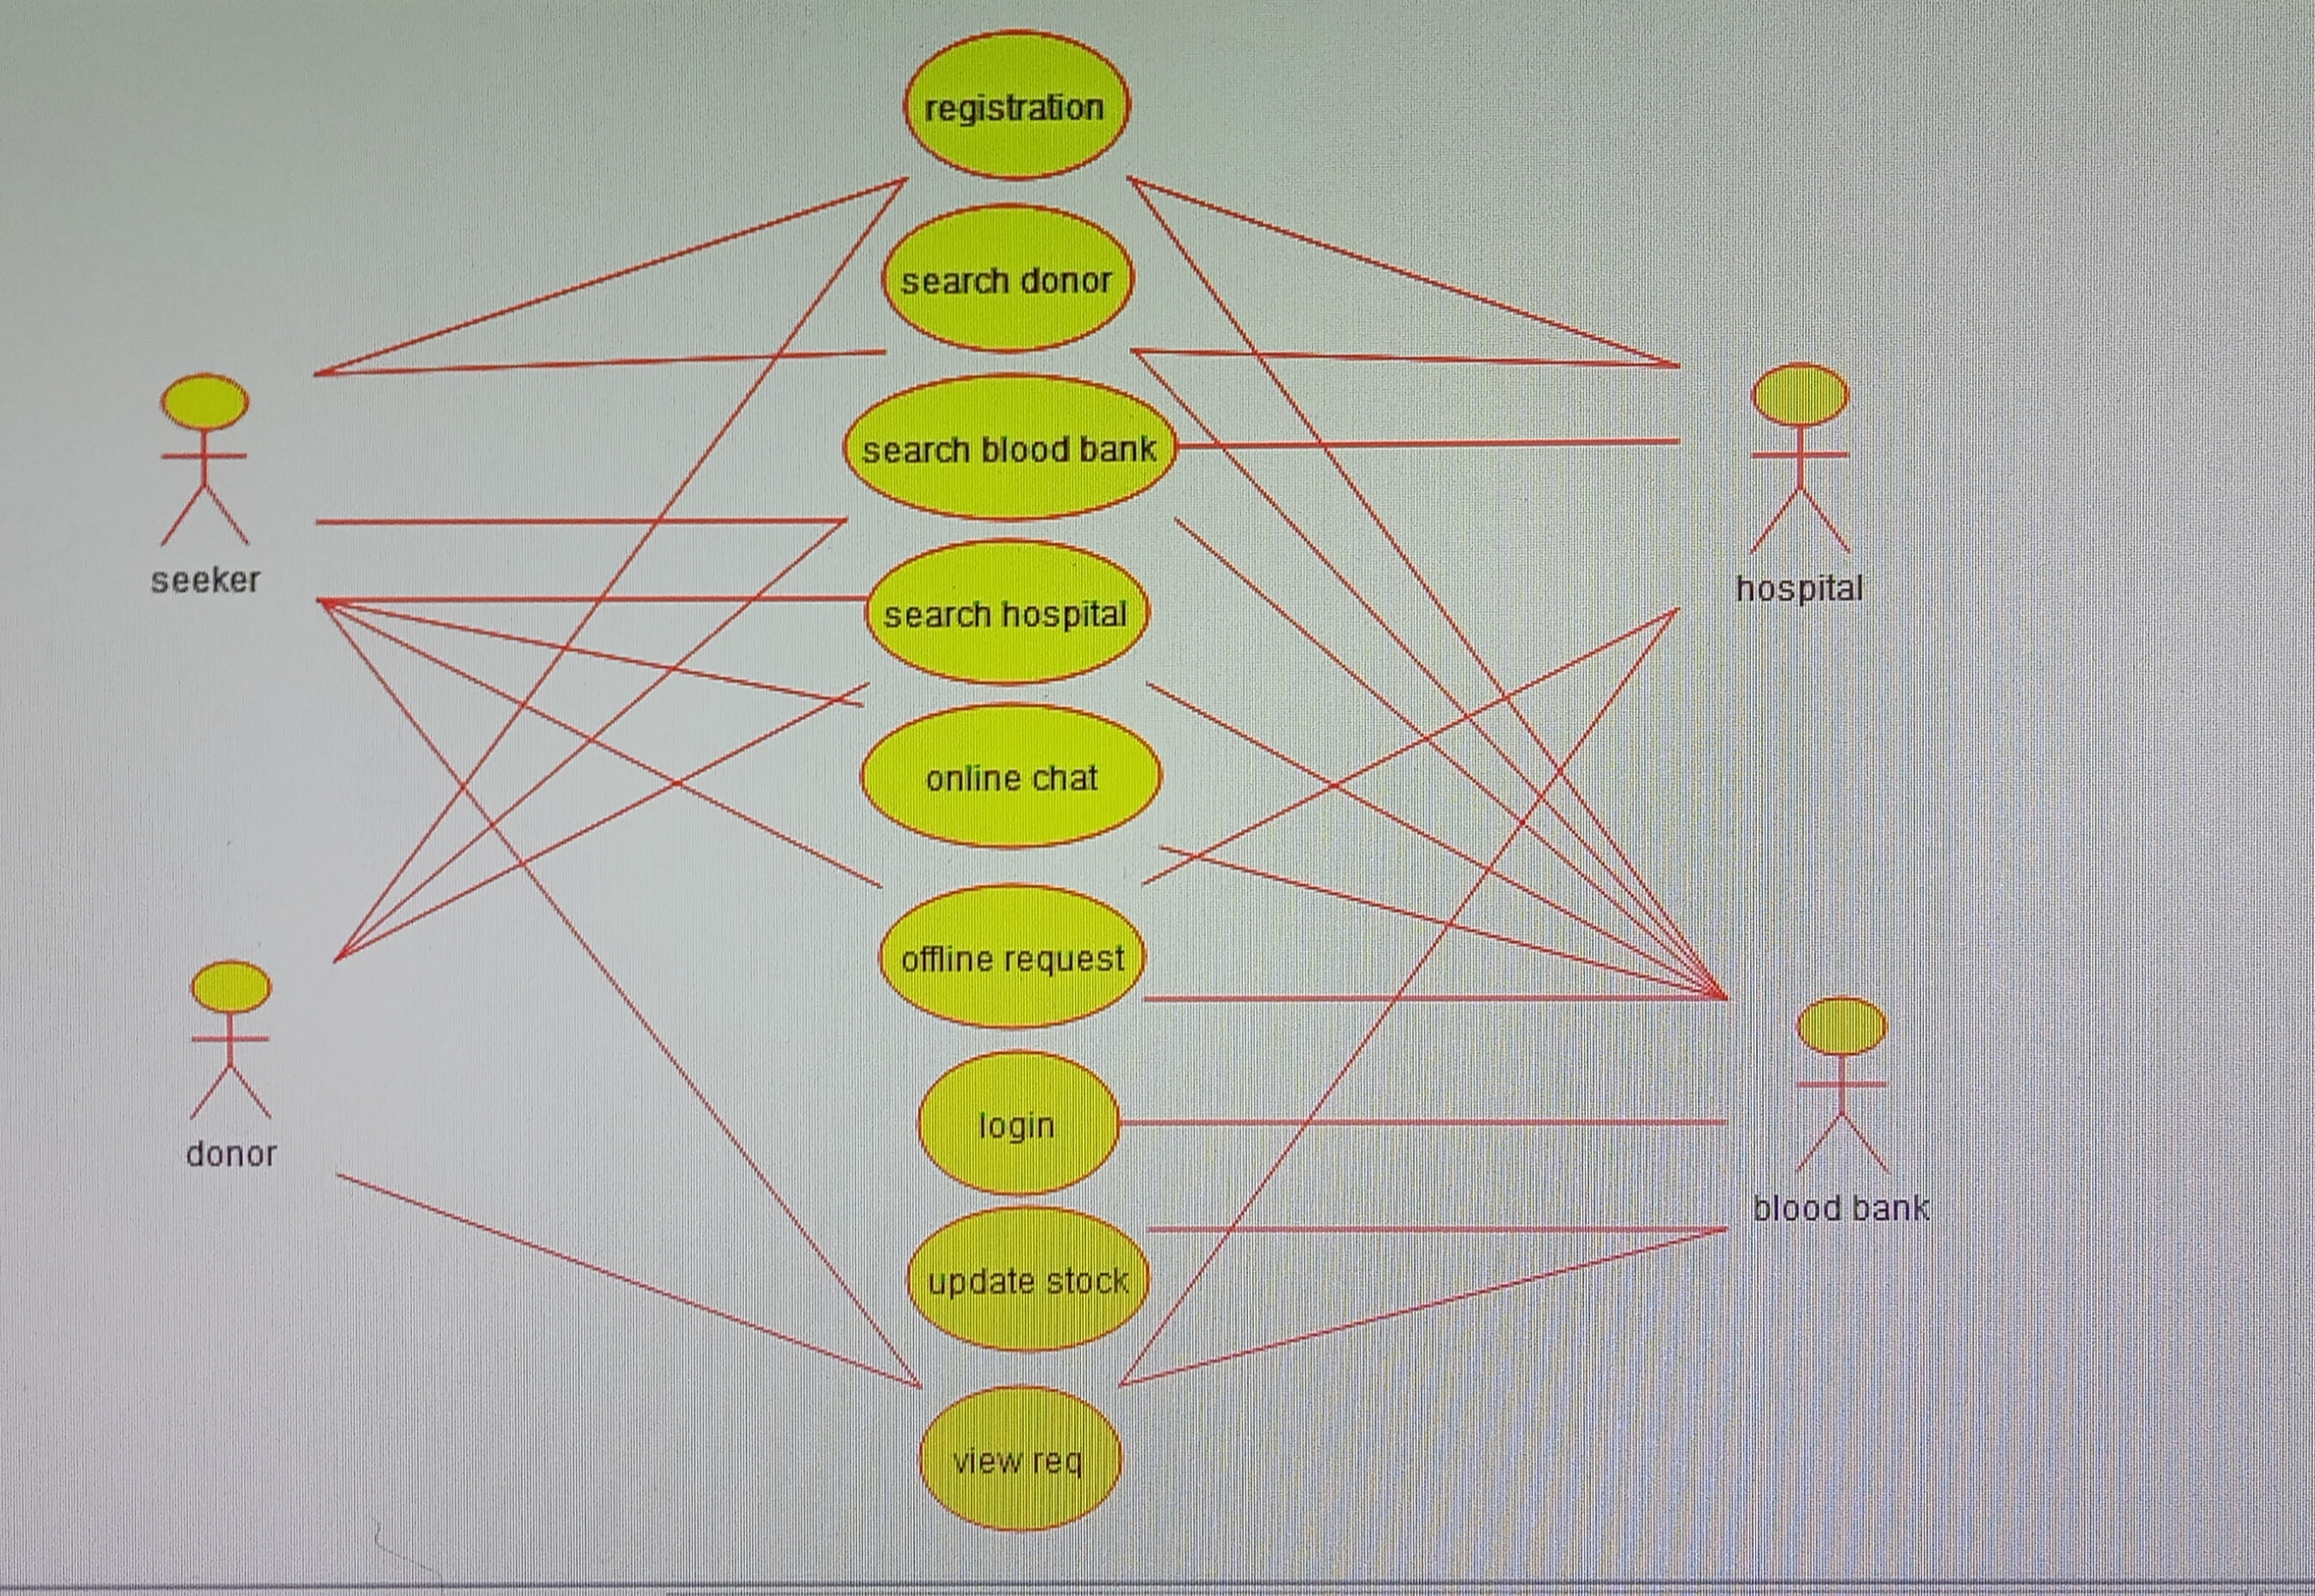 registration
search donor
search blood bank
seeker
hospital
search hospital
online chat
offline request
donor
login
blood bank
update stock
view req